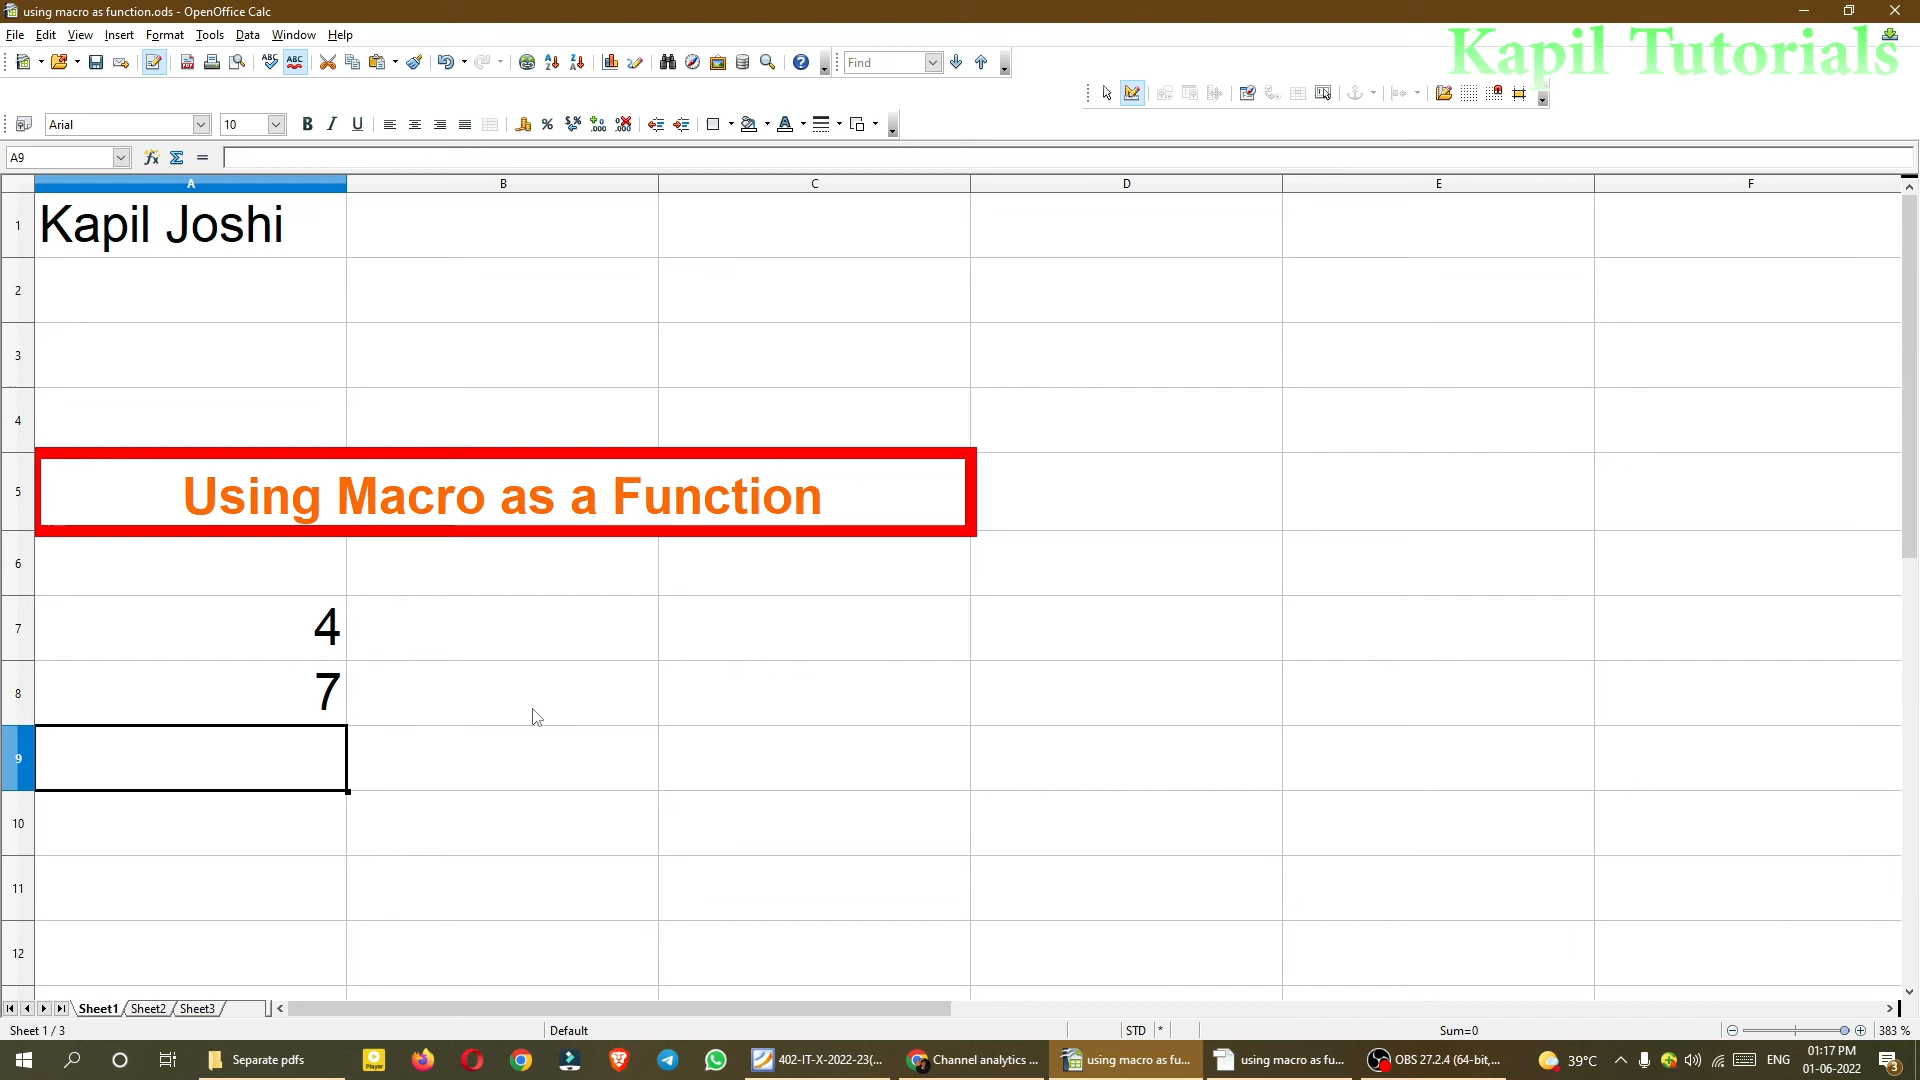 using macro as function.ods - OpenOffice Calc
Kapil Tutorials
File Edit View Insert Format Tools Data Window Help
Find
Arial 10
A9
A B C D E F
1 Kapil Joshi
2
3
4
5 Using Macro as a Function
6
7 4
8 7
9
10
11
12
Sheet1 Sheet2 Sheet3
Sheet 1 / 3 Default STD * Sum=0 383 %
Separate pdfs 402-IT-X-2022-23(... Channel analytics ... using macro as fu... using macro as fu... OBS 27.2.4 (64-bit,... 39°C ENG 01:17 PM
01-06-2022 3